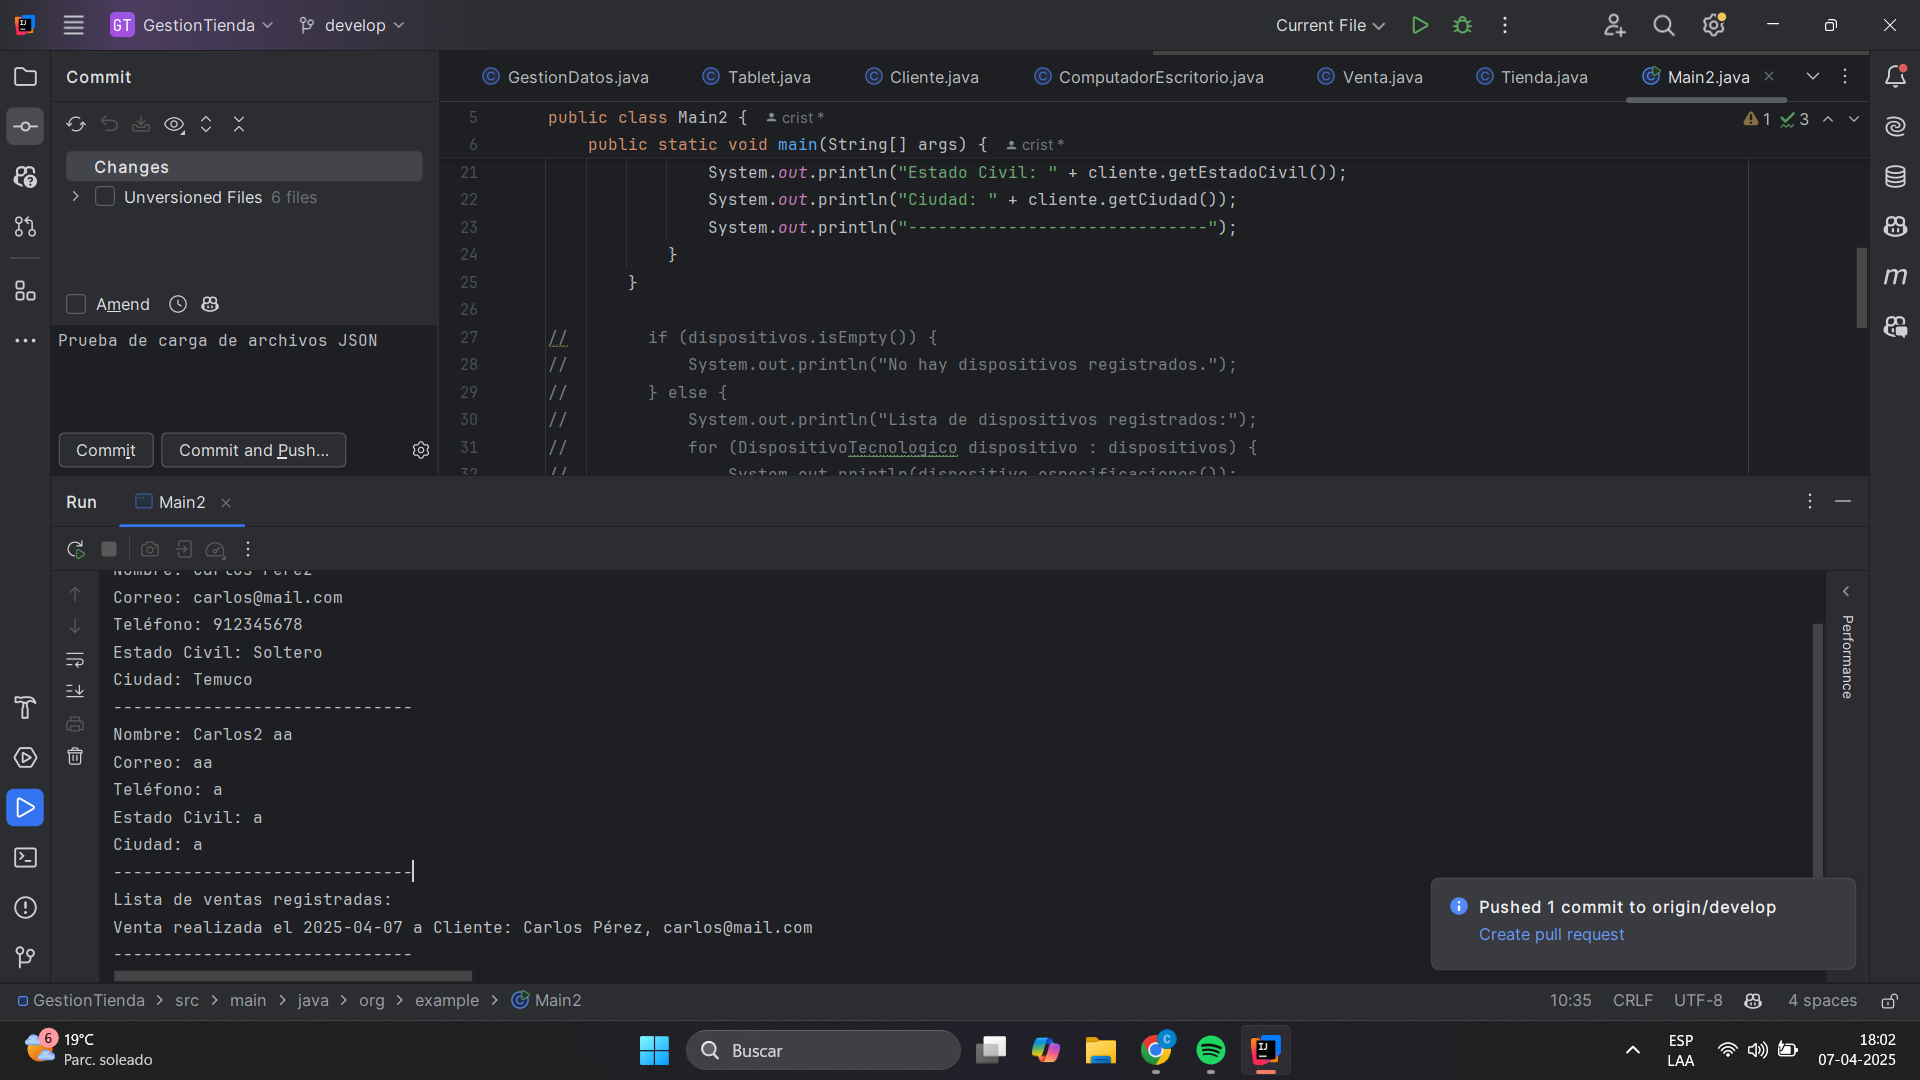 GT GestionTienda develop Current File
Commit
Changes
Unversioned Files 6 files
Amend
Prueba de carga de archivos JSON
Commit Commit and Push...
GestionDatos.java Tablet.java Cliente.java ComputadorEscritorio.java Venta.java Tienda.java Main2.java
5 public class Main2 { crist *
1 3
6 public static void main(String[] args) { crist *
21 System.out.println("Estado Civil: " + cliente.getEstadoCivil());
22 System.out.println("Ciudad: " + cliente.getCiudad());
23 System.out.println("------------------------------");
24 }
25 }
26
27 // if (dispositivos.isEmpty()) {
28 // System.out.println("No hay dispositivos registrados.");
29 // } else {
30 // System.out.println("Lista de dispositivos registrados:");
31 // for (DispositivoTecnologico dispositivo : dispositivos) {
32 // System.out.println(dispositivo.especificaciones());
Run Main2
Nombre: Carlos Pérez
Correo: carlos@mail.com
Teléfono: 912345678
Estado Civil: Soltero
Ciudad: Temuco
------------------------------
Nombre: Carlos2 aa
Correo: aa
Teléfono: a
Estado Civil: a
Ciudad: a
------------------------------
Lista de ventas registradas:
Venta realizada el 2025-04-07 a Cliente: Carlos Pérez, carlos@mail.com
------------------------------
Performance
Pushed 1 commit to origin/develop
Create pull request
GestionTienda > src > main > java > org > example > Main2
10:35 CRLF UTF-8 4 spaces
6
19°C
Parc. soleado
Buscar
C
ESP
LAA
18:02
07-04-2025